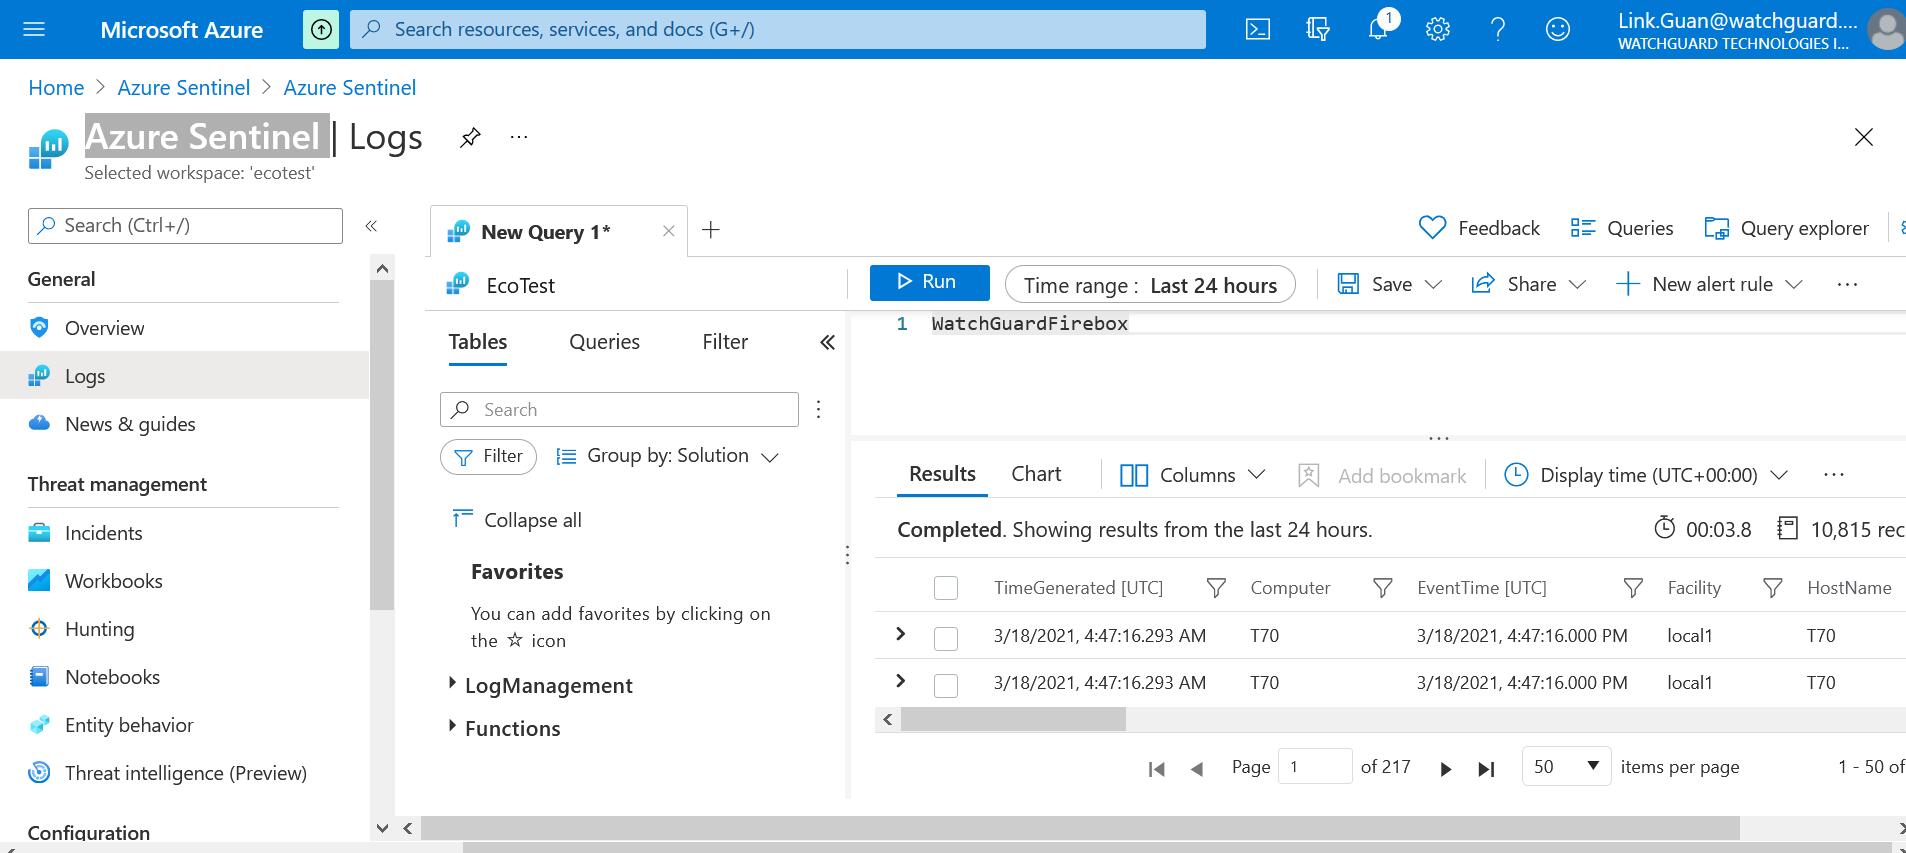 Microsoft Azure
Search resources, services, and docs (G+/)
1
Link.Guan@watchguard....
WATCHGUARD TECHNOLOGIES I...
Home > Azure Sentinel > Azure Sentinel
Azure Sentinel | Logs
...
Selected workspace: 'ecotest'
Search (Ctrl+/)
General
Overview
Logs
News & guides
Threat management
Incidents
Workbooks
Hunting
Notebooks
Entity behavior
Threat intelligence (Preview)
Configuration
New Query 1*
Feedback
Queries
Query explorer
EcoTest
Run
Time range : Last 24 hours
Save
Share
New alert rule
...
Tables
Queries
Filter
Search
Filter
Group by: Solution
Collapse all
Favorites
You can add favorites by clicking on
the ☆ icon
LogManagement
Functions
1 WatchGuardFirebox
Results
Chart
Columns
Add bookmark
Display time (UTC+00:00)
...
Completed. Showing results from the last 24 hours.
00:03.8
10,815 rec
TimeGenerated [UTC] Computer EventTime [UTC] Facility HostName
3/18/2021, 4:47:16.293 AM T70 3/18/2021, 4:47:16.000 PM local1 T70
3/18/2021, 4:47:16.293 AM T70 3/18/2021, 4:47:16.000 PM local1 T70
Page 1 of 217
50 items per page
1 - 50 of